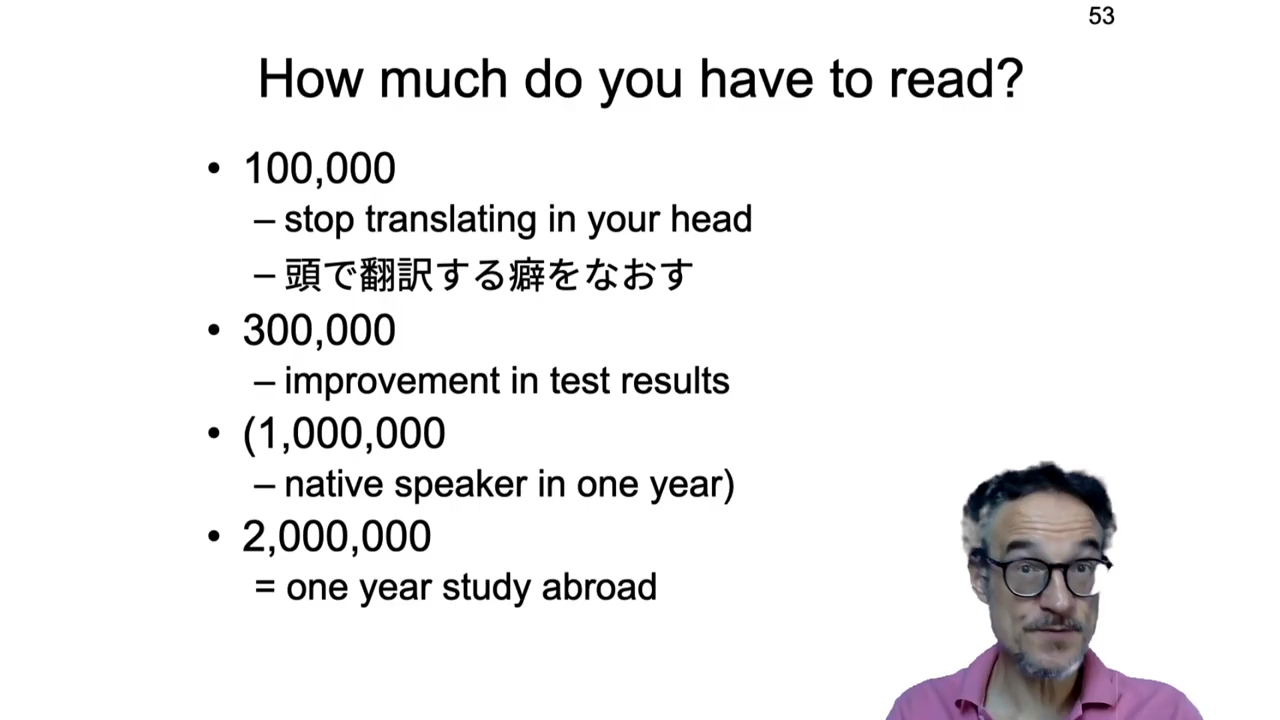 53
How much do you have to read?
• 100,000
– stop translating in your head
– 頭で翻訳する癖をなおす
• 300,000
– improvement in test results
• (1,000,000
– native speaker in one year)
• 2,000,000
= one year study abroad